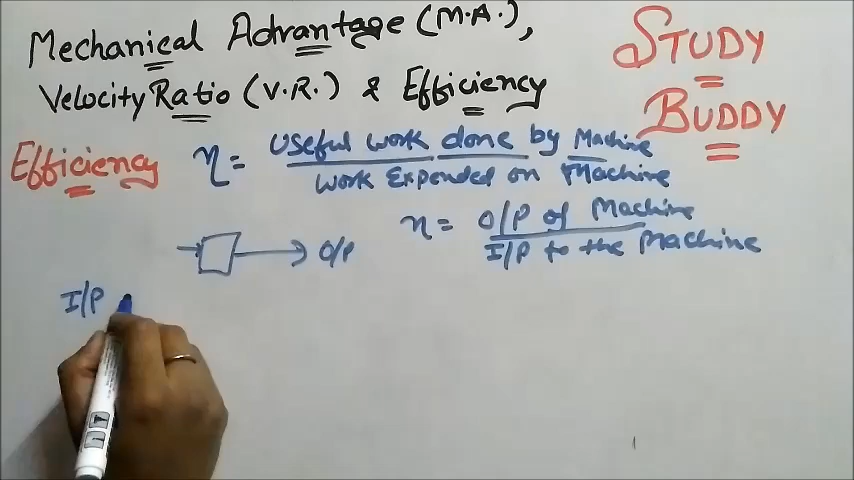 Mechanical Advantage (M.A.),
Velocity Ratio (V.R.) & Efficiency
STUDY
BUDDY
Efficiency
η = Useful work done by Machine
Work Expended on Machine
η = O/P of Machine
I/P to the Machine
O/P
I/P